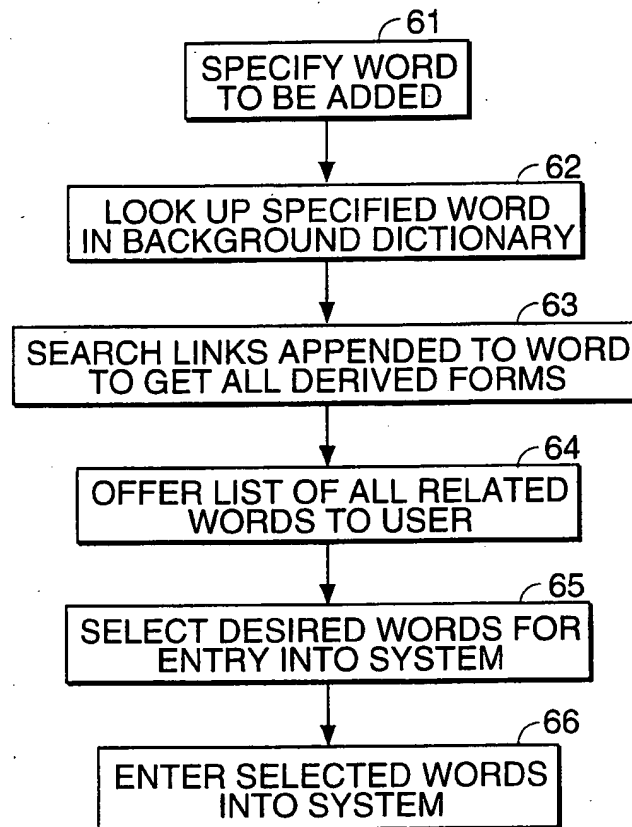 61
SPECIFY WORD
TO BE ADDED
62
LOOK UP SPECIFIED WORD
IN BACKGROUND DICTIONARY
63
SEARCH LINKS APPENDED TO WORD
TO GET ALL DERIVED FORMS
64
OFFER LIST OF ALL RELATED
WORDS TO USER
65
SELECT DESIRED WORDS FOR
ENTRY INTO SYSTEM
66
ENTER SELECTED WORDS
INTO SYSTEM